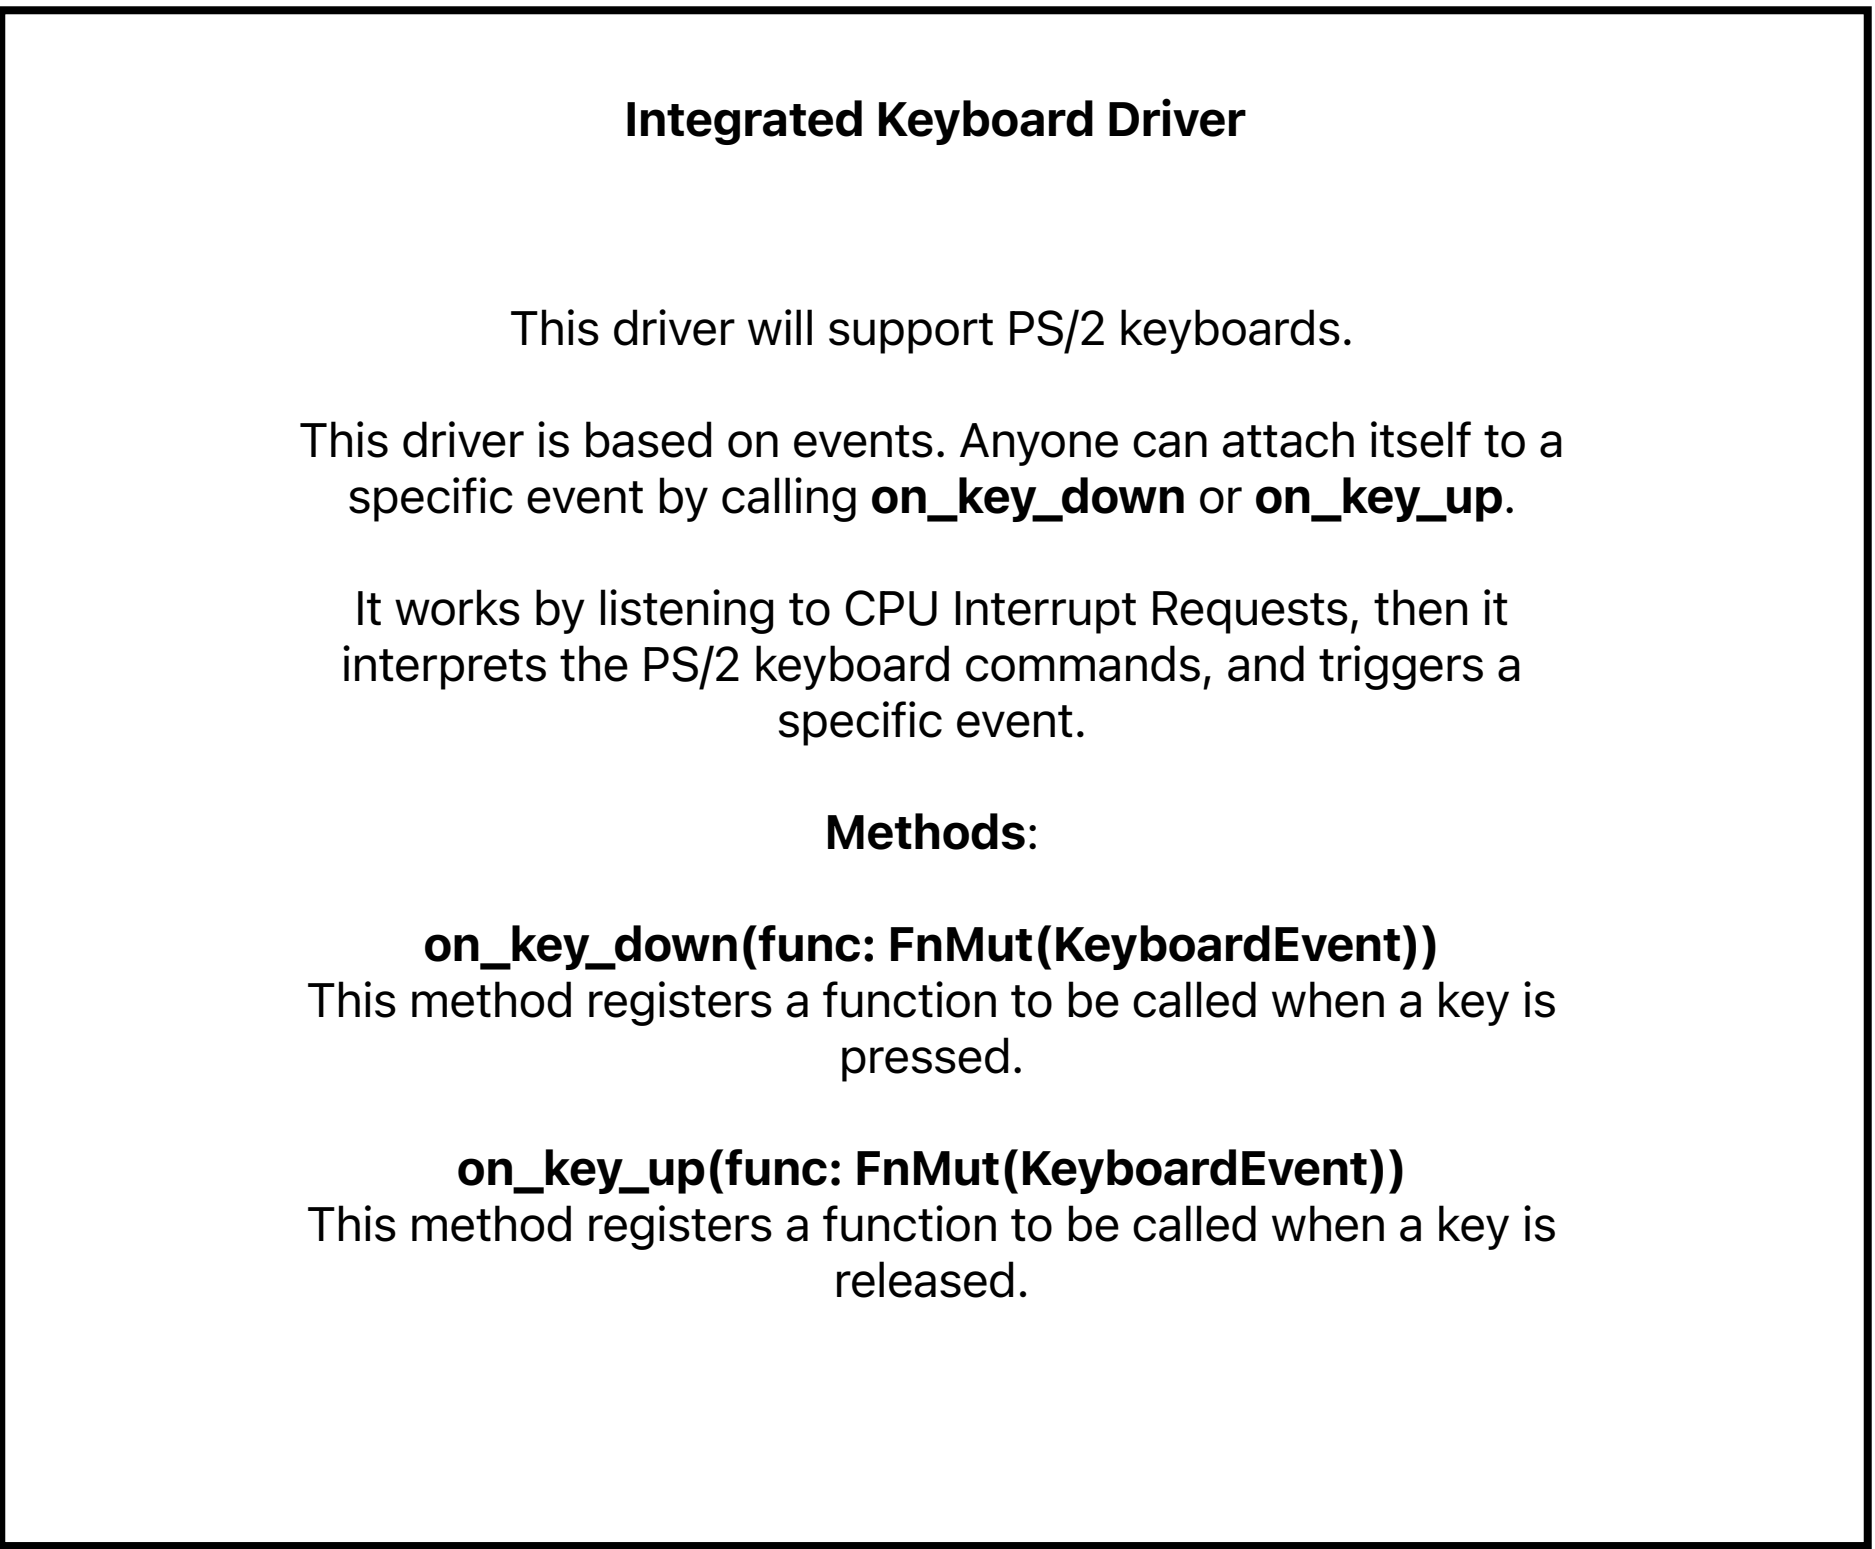 Integrated Keyboard Driver
This driver will support PS/2 keyboards.
This driver is based on events. Anyone can attach itself to a
specific event by calling on_key_down or on_key_up.
It works by listening to CPU Interrupt Requests, then it
interprets the PS/2 keyboard commands, and triggers a
specific event.
Methods:
on_key_down(func: FnMut(KeyboardEvent))
This method registers a function to be called when a key is
pressed.
on_key_up(func: FnMut(KeyboardEvent))
This method registers a function to be called when a key is
released.